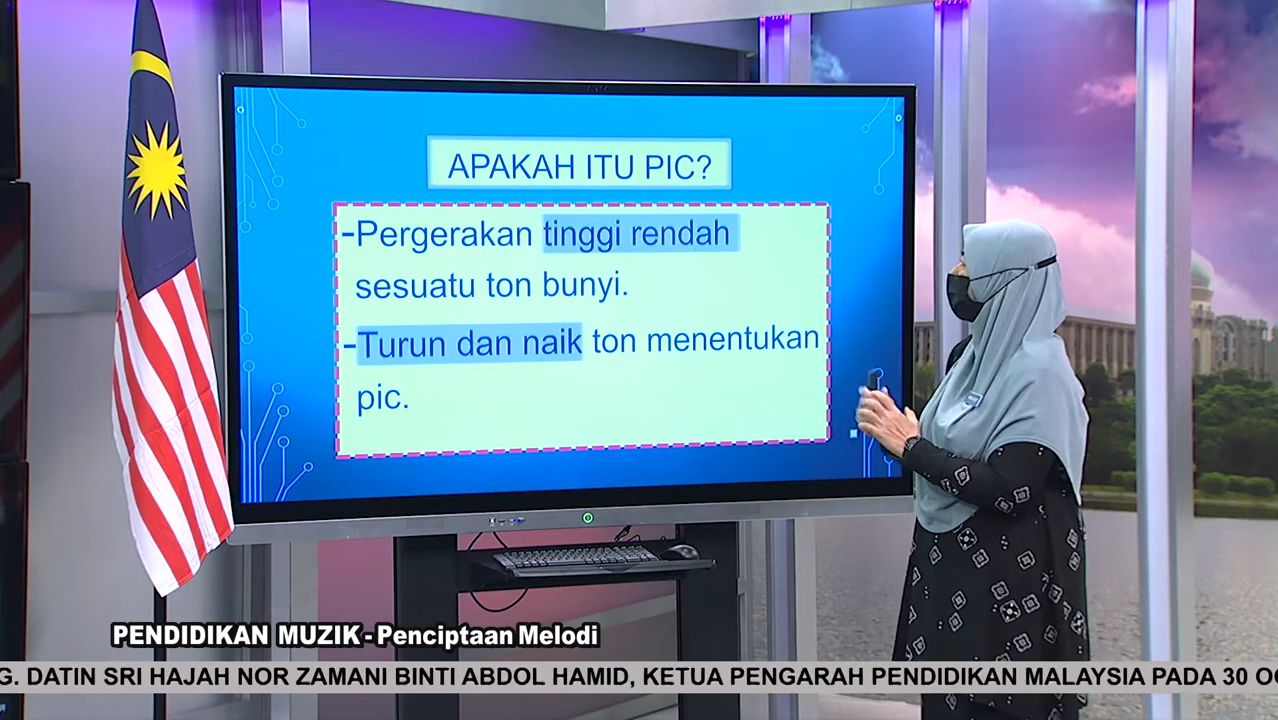 APAKAH ITU PIC?
-Pergerakan tinggi rendah
sesuatu ton bunyi.
-Turun dan naik ton menentukan
pic.
PENDIDIKAN MUZIK - Penciptaan Melodi
G. DATIN SRI HAJAH NOR ZAMANI BINTI ABDOL HAMID, KETUA PENGARAH PENDIDIKAN MALAYSIA PADA 30